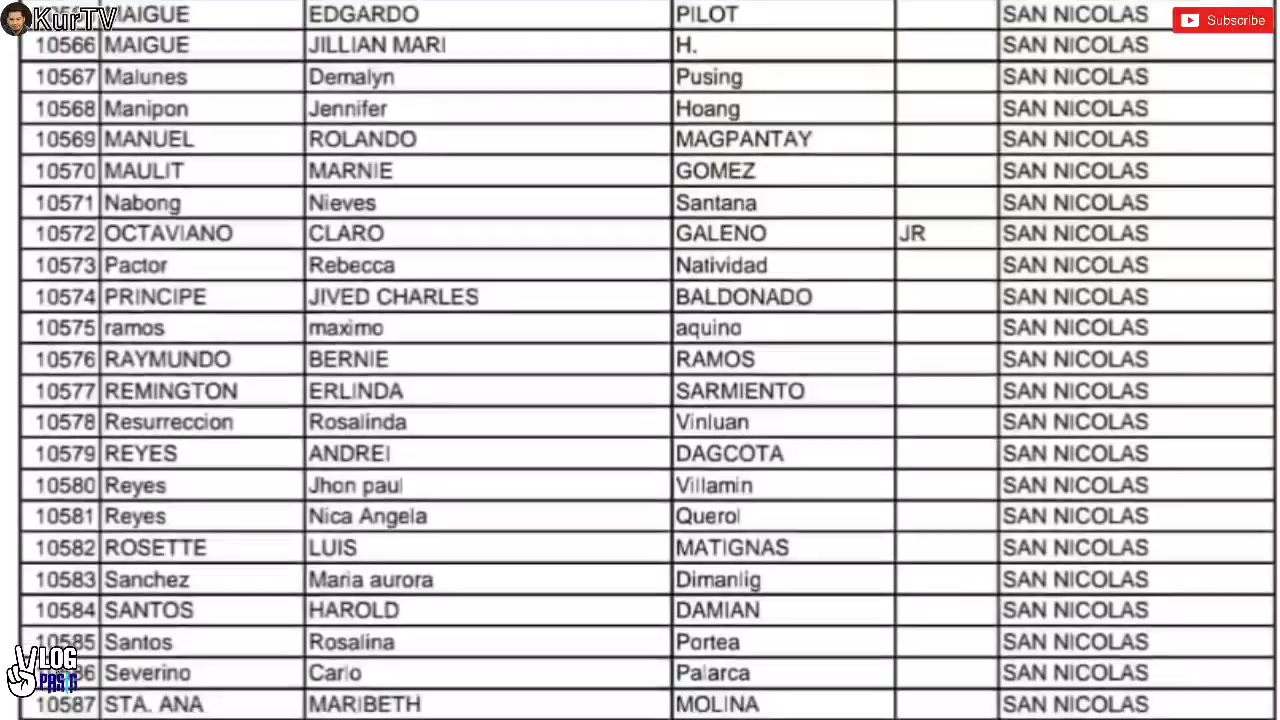 KurTV
Subscribe
MAIGUE EDGARDO PILOT SAN NICOLAS
10566 MAIGUE JILLIAN MARI H. SAN NICOLAS
10567 Malunes Demalyn Pusing SAN NICOLAS
10568 Manipon Jennifer Hoang SAN NICOLAS
10569 MANUEL ROLANDO MAGPANTAY SAN NICOLAS
10570 MAULIT MARNIE GOMEZ SAN NICOLAS
10571 Nabong Nieves Santana SAN NICOLAS
10572 OCTAVIANO CLARO GALENO JR SAN NICOLAS
10573 Pactor Rebecca Natividad SAN NICOLAS
10574 PRINCIPE JIVED CHARLES BALDONADO SAN NICOLAS
10575 ramos maximo aquino SAN NICOLAS
10576 RAYMUNDO BERNIE RAMOS SAN NICOLAS
10577 REMINGTON ERLINDA SARMIENTO SAN NICOLAS
10578 Resurreccion Rosalinda Vinluan SAN NICOLAS
10579 REYES ANDREI DAGCOTA SAN NICOLAS
10580 Reyes Jhon paul Villamin SAN NICOLAS
10581 Reyes Nica Angela Querol SAN NICOLAS
10582 ROSETTE LUIS MATIGNAS SAN NICOLAS
10583 Sanchez Maria aurora Dimanlig SAN NICOLAS
10584 SANTOS HAROLD DAMIAN SAN NICOLAS
10585 Santos Rosalina Portea SAN NICOLAS
Severino Carlo Palarca SAN NICOLAS
10587 STA. ANA MARIBETH MOLINA SAN NICOLAS
VLOG
PASIG